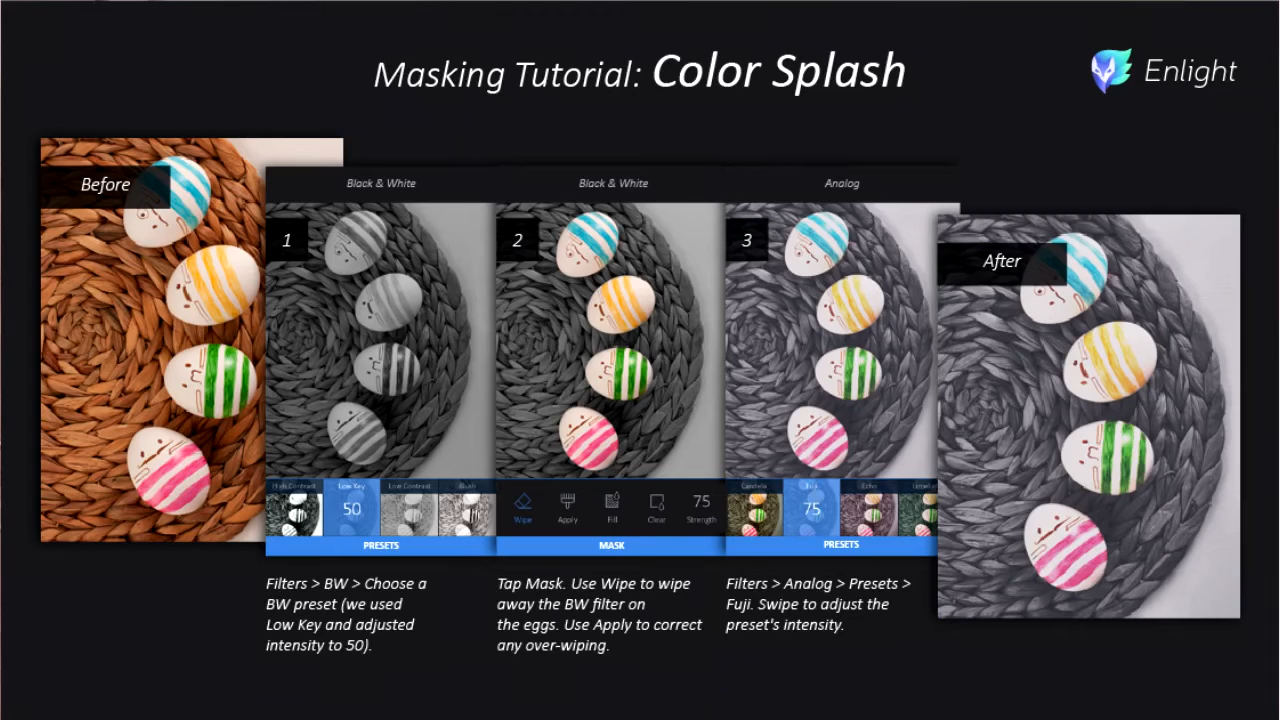 Masking Tutorial: Color Splash
Enlight
Before
Black & White
Black & White
Analog
1
2
3
After
High Contrast
Low Key
Low Contrast
Blush
50
Wipe
Apply
Fill
Clear
75
Strength
Candela
Fuji
Echo
75
PRESETS
MASK
PRESETS
Filters > BW > Choose a
BW preset (we used
Low Key and adjusted
intensity to 50).
Tap Mask. Use Wipe to wipe
away the BW filter on
the eggs. Use Apply to correct
any over-wiping.
Filters > Analog > Presets >
Fuji. Swipe to adjust the
preset's intensity.